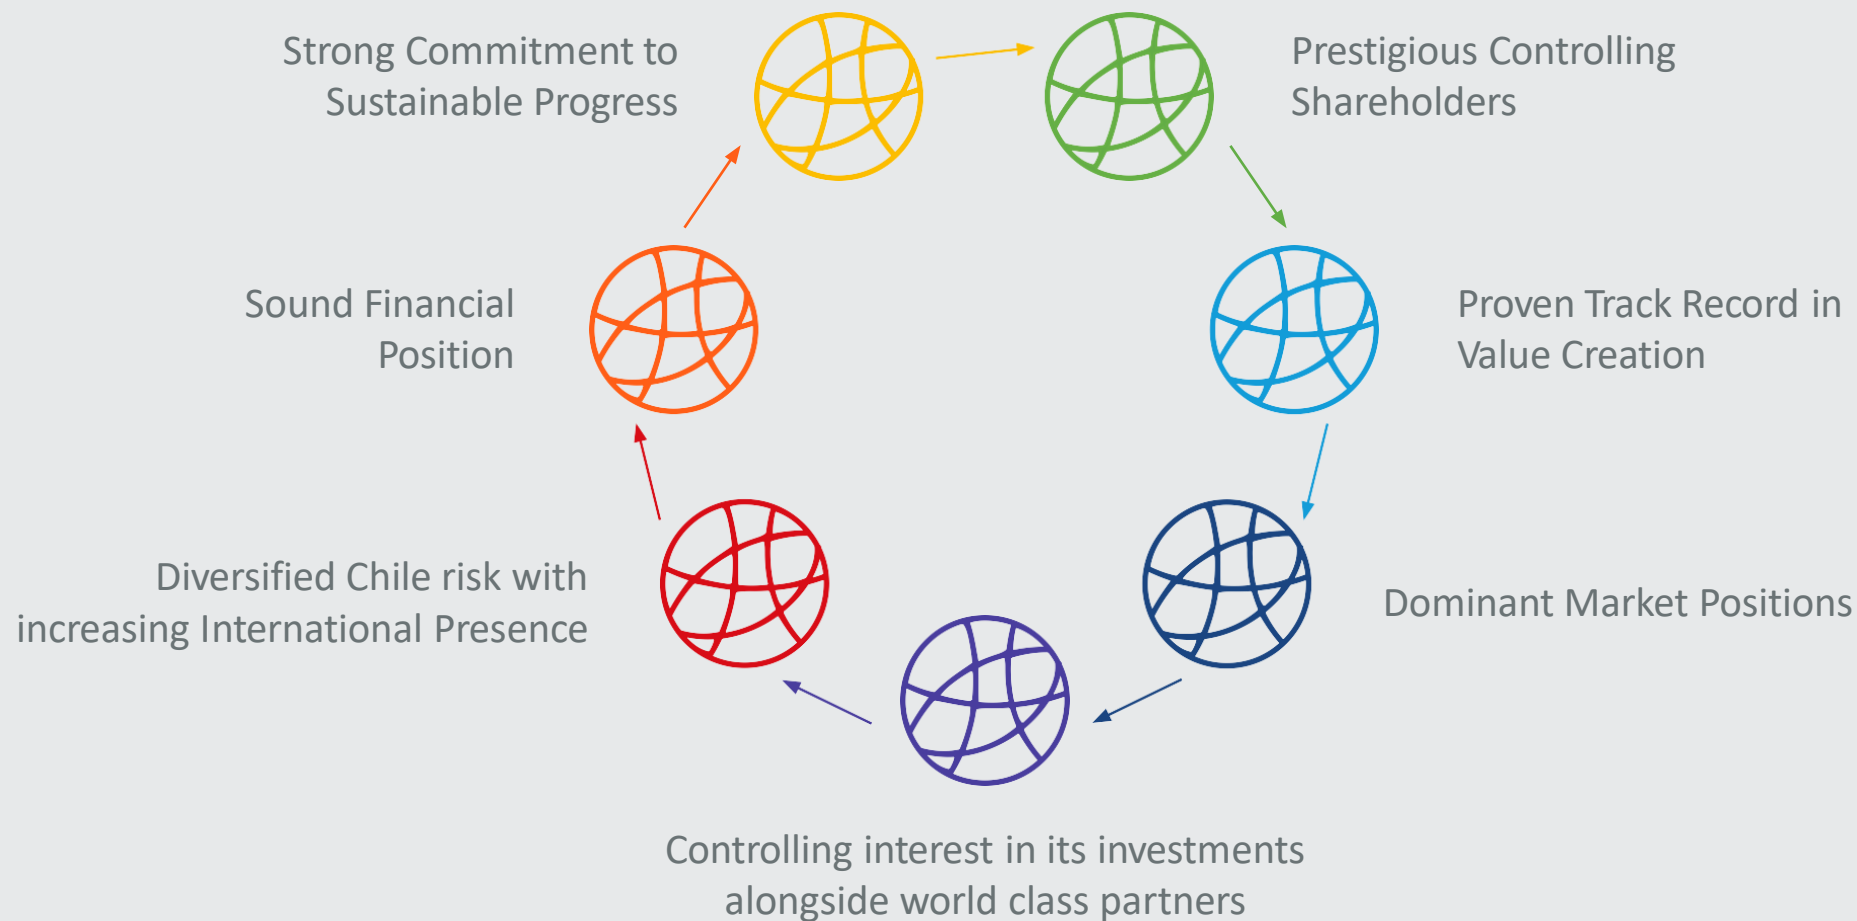 Strong Commitment to
Sustainable Progress
Prestigious Controlling
Shareholders
Sound Financial
Position
Proven Track Record in
Value Creation
Diversified Chile risk with
increasing International Presence
Dominant Market Positions
Controlling interest in its investments
alongside world class partners